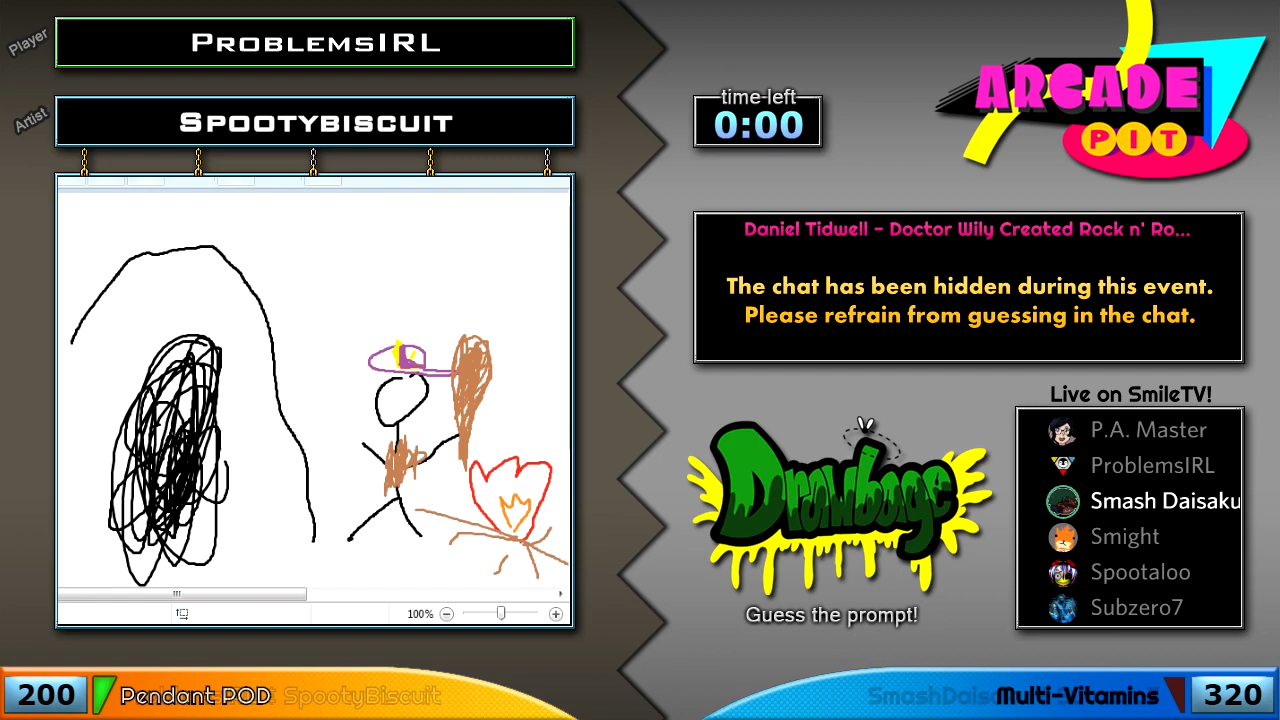 Player
ProblemsIRL
Artist
Spootybiscuit
time left
0:00
ARCADE
PIT
Daniel Tidwell - Doctor Wily Created Rock n' Ro...
The chat has been hidden during this event.
Please refrain from guessing in the chat.
Live on SmileTV!
P.A. Master
ProblemsIRL
Smash Daisaku
Smight
Spootaloo
Subzero7
Drawbage
Guess the prompt!
100%
200
Pendant POD
SpootyBiscuit
SmashDais
Multi-Vitamins
320